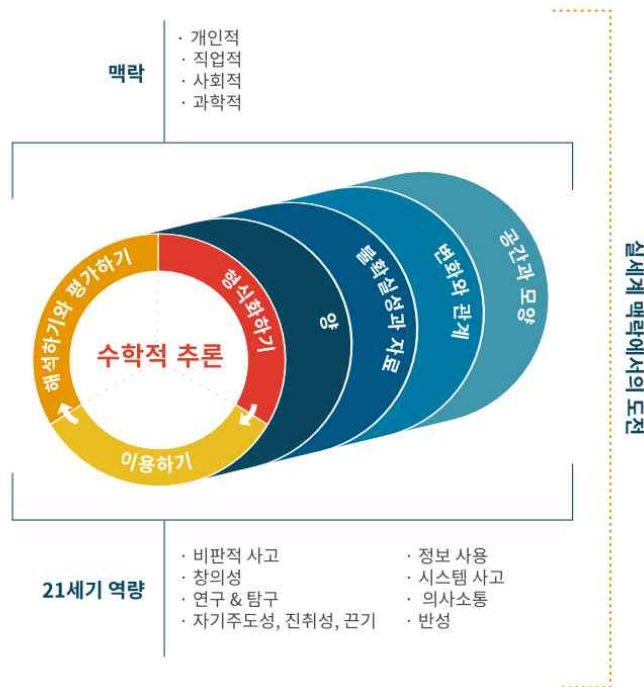 · 개인적
· 직업적
맥락
· 사회적
· 과학적
해석하기와 평가하기
형식화하기
이용하기
수학적 추론
양
불확실성과 자료
변화와 관계
공간과 모양
실세계 맥락에서의 도전
21세기 역량
· 비판적 사고
· 창의성
· 연구 & 탐구
· 자기주도성, 진취성, 끈기
· 정보 사용
· 시스템 사고
· 의사소통
· 반성